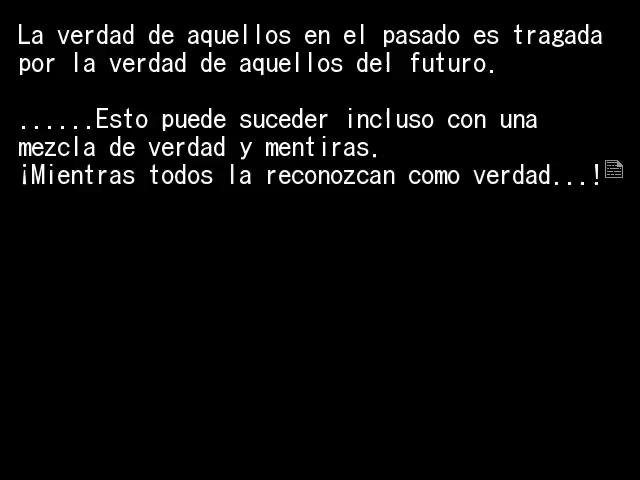 La verdad de aquellos en el pasado es tragada
por la verdad de aquellos del futuro.
......Esto puede suceder incluso con una
mezcla de verdad y mentiras.
¡Mientras todos la reconozcan como verdad...!